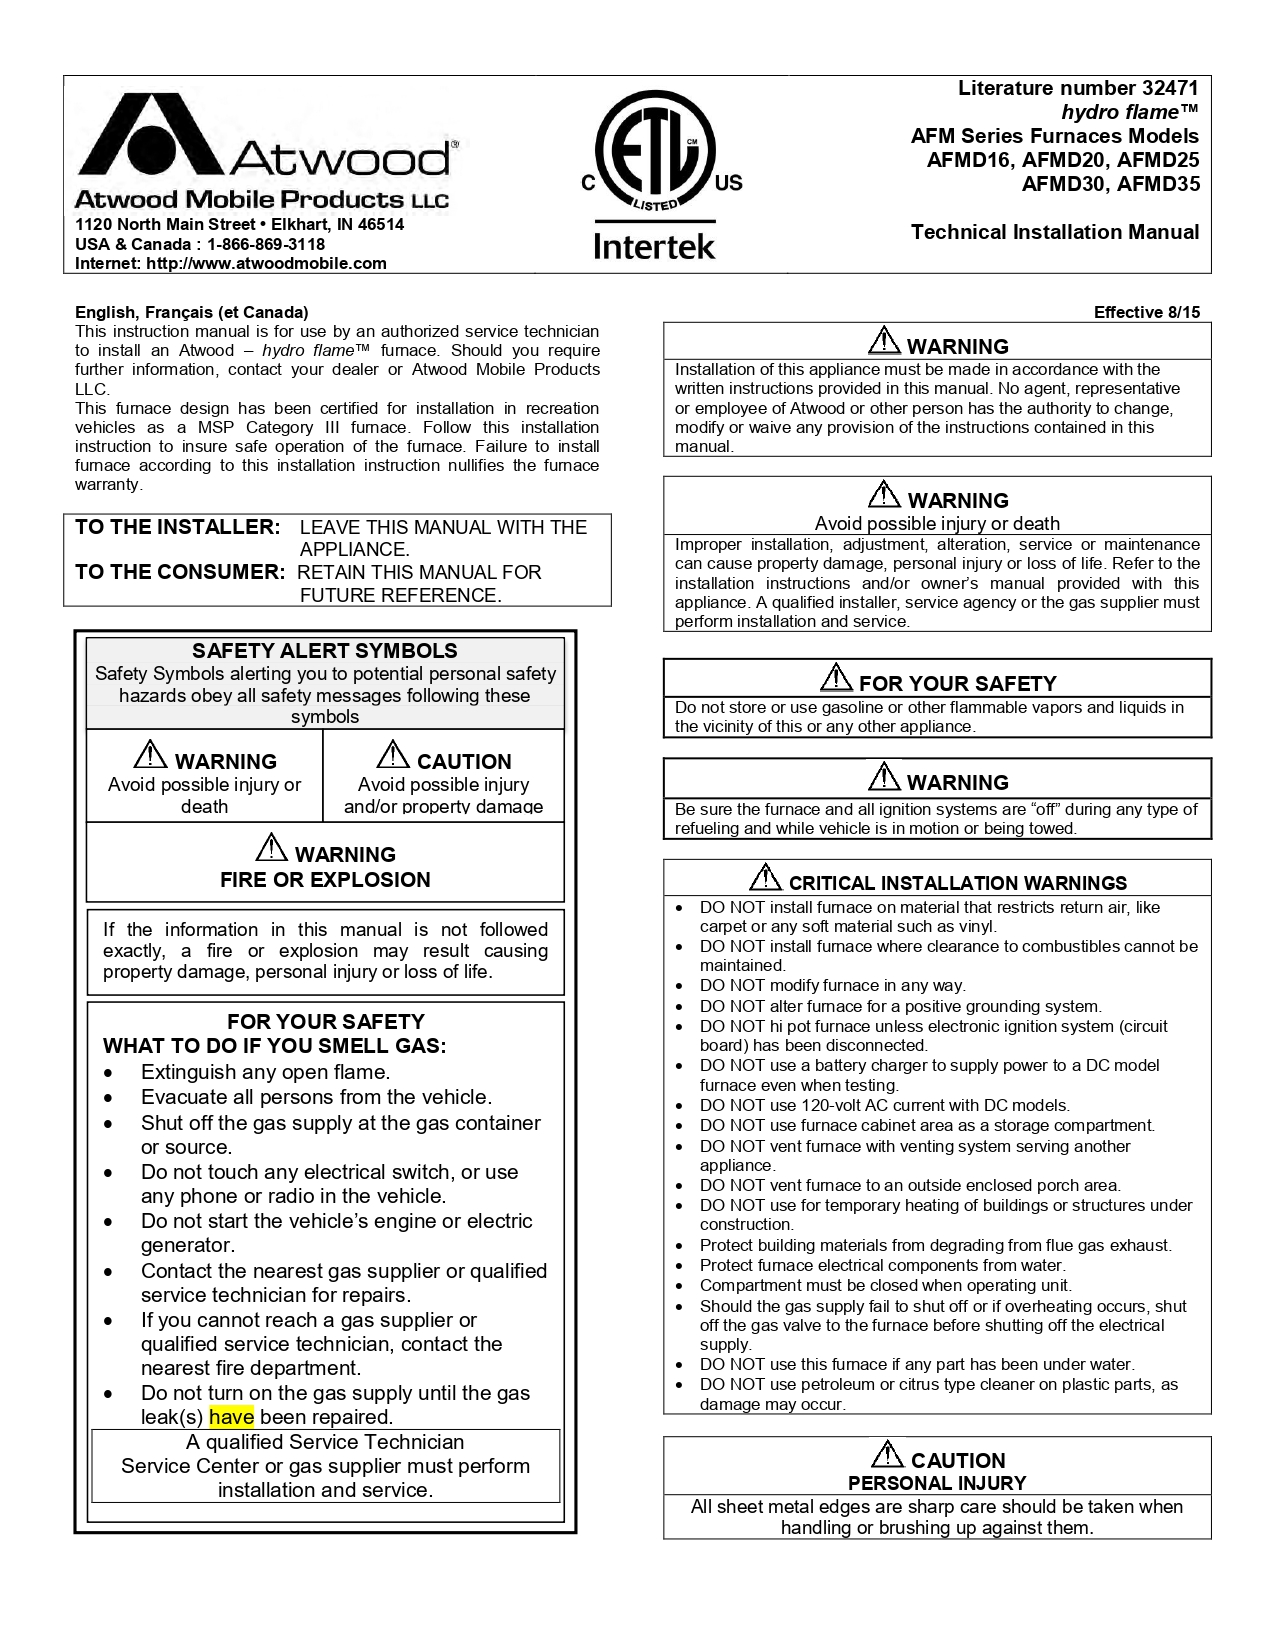 Atwood®
Atwood Mobile Products LLC
1120 North Main Street • Elkhart, IN 46514
USA & Canada : 1-866-869-3118
Internet: http://www.atwoodmobile.com
ETL CM
LISTED
C US
Intertek
Literature number 32471
hydro flame™
AFM Series Furnaces Models
AFMD16, AFMD20, AFMD25
AFMD30, AFMD35
Technical Installation Manual
English, Français (et Canada)
This instruction manual is for use by an authorized service technician
to install an Atwood – hydro flame™ furnace. Should you require
further information, contact your dealer or Atwood Mobile Products
LLC.
This furnace design has been certified for installation in recreation
vehicles as a MSP Category III furnace. Follow this installation
instruction to insure safe operation of the furnace. Failure to install
furnace according to this installation instruction nullifies the furnace
warranty.
TO THE INSTALLER: LEAVE THIS MANUAL WITH THE
APPLIANCE.
TO THE CONSUMER: RETAIN THIS MANUAL FOR
FUTURE REFERENCE.
SAFETY ALERT SYMBOLS
Safety Symbols alerting you to potential personal safety
hazards obey all safety messages following these
symbols
WARNING
Avoid possible injury or
death
CAUTION
Avoid possible injury
and/or property damage
WARNING
FIRE OR EXPLOSION
If the information in this manual is not followed
exactly, a fire or explosion may result causing
property damage, personal injury or loss of life.
FOR YOUR SAFETY
WHAT TO DO IF YOU SMELL GAS:
• Extinguish any open flame.
• Evacuate all persons from the vehicle.
• Shut off the gas supply at the gas container
or source.
• Do not touch any electrical switch, or use
any phone or radio in the vehicle.
• Do not start the vehicle’s engine or electric
generator.
• Contact the nearest gas supplier or qualified
service technician for repairs.
• If you cannot reach a gas supplier or
qualified service technician, contact the
nearest fire department.
• Do not turn on the gas supply until the gas
leak(s) have been repaired.
A qualified Service Technician
Service Center or gas supplier must perform
installation and service.
Effective 8/15
WARNING
Installation of this appliance must be made in accordance with the
written instructions provided in this manual. No agent, representative
or employee of Atwood or other person has the authority to change,
modify or waive any provision of the instructions contained in this
manual.
WARNING
Avoid possible injury or death
Improper installation, adjustment, alteration, service or maintenance
can cause property damage, personal injury or loss of life. Refer to the
installation instructions and/or owner’s manual provided with this
appliance. A qualified installer, service agency or the gas supplier must
perform installation and service.
FOR YOUR SAFETY
Do not store or use gasoline or other flammable vapors and liquids in
the vicinity of this or any other appliance.
WARNING
Be sure the furnace and all ignition systems are “off” during any type of
refueling and while vehicle is in motion or being towed.
CRITICAL INSTALLATION WARNINGS
• DO NOT install furnace on material that restricts return air, like
carpet or any soft material such as vinyl.
• DO NOT install furnace where clearance to combustibles cannot be
maintained.
• DO NOT modify furnace in any way.
• DO NOT alter furnace for a positive grounding system.
• DO NOT hi pot furnace unless electronic ignition system (circuit
board) has been disconnected.
• DO NOT use a battery charger to supply power to a DC model
furnace even when testing.
• DO NOT use 120-volt AC current with DC models.
• DO NOT use furnace cabinet area as a storage compartment.
• DO NOT vent furnace with venting system serving another
appliance.
• DO NOT vent furnace to an outside enclosed porch area.
• DO NOT use for temporary heating of buildings or structures under
construction.
• Protect building materials from degrading from flue gas exhaust.
• Protect furnace electrical components from water.
• Compartment must be closed when operating unit.
• Should the gas supply fail to shut off or if overheating occurs, shut
off the gas valve to the furnace before shutting off the electrical
supply.
• DO NOT use this furnace if any part has been under water.
• DO NOT use petroleum or citrus type cleaner on plastic parts, as
damage may occur.
CAUTION
PERSONAL INJURY
All sheet metal edges are sharp care should be taken when
handling or brushing up against them.